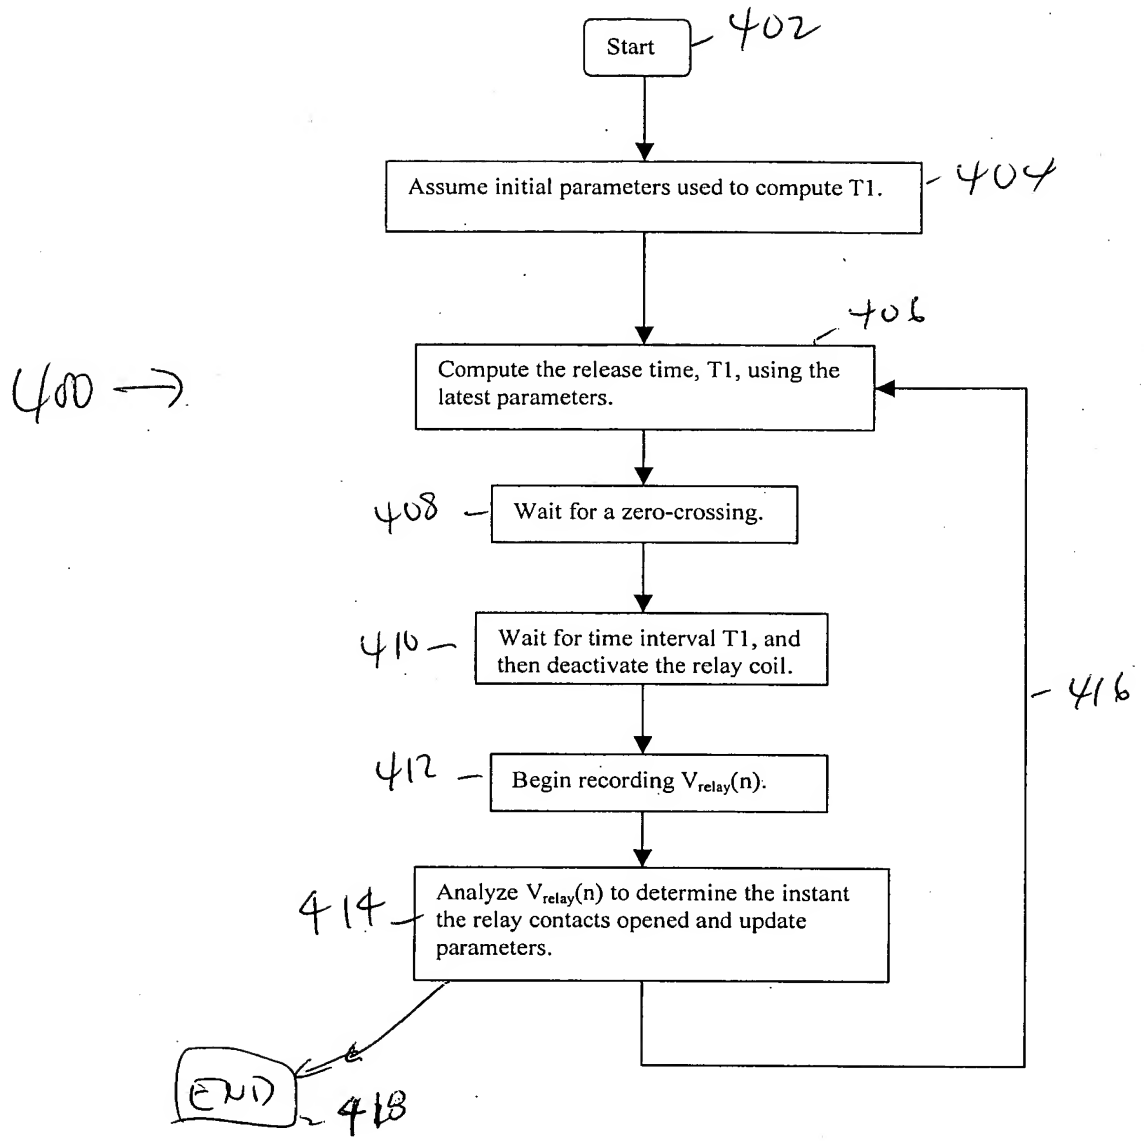 Start
402
Assume initial parameters used to compute T1.
404
406
Compute the release time, T1, using the
latest parameters.
400
408
Wait for a zero-crossing.
410
Wait for time interval T1, and
then deactivate the relay coil.
416
412
Begin recording Vrelay(n).
414
Analyze Vrelay(n) to determine the instant
the relay contacts opened and update
parameters.
END
418